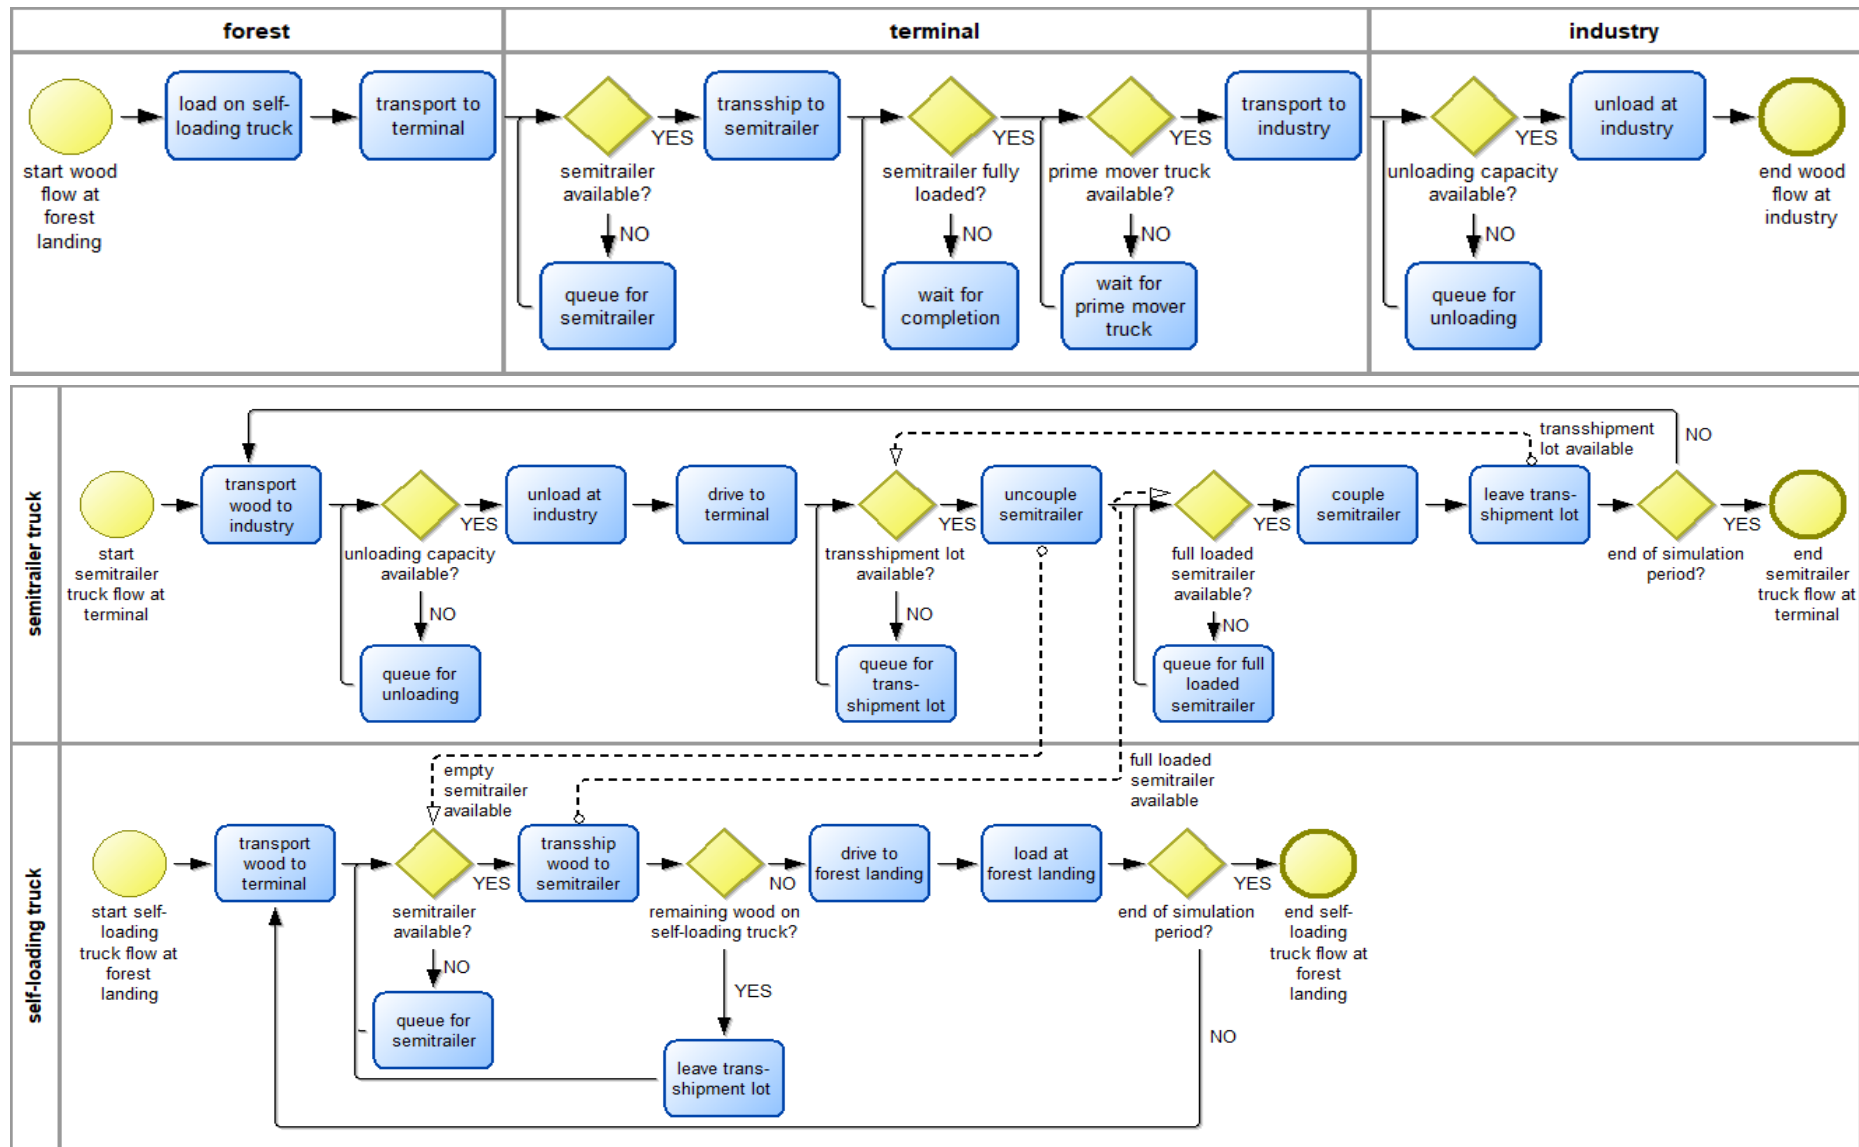 forest
terminal
industry
start wood
flow at
forest
landing
load on self-
loading truck
transport to
terminal
semitrailer
available?
YES
NO
queue for
semitrailer
transship to
semitrailer
semitrailer fully
loaded?
YES
NO
wait for
completion
prime mover truck
available?
YES
NO
wait for
prime mover
truck
transport to
industry
unloading capacity
available?
YES
NO
queue for
unloading
unload at
industry
end wood
flow at
industry
semitrailer truck
start
semitrailer
truck flow at
terminal
transport
wood to
industry
unloading capacity
available?
YES
NO
queue for
unloading
unload at
industry
drive to
terminal
transshipment lot
available?
YES
NO
queue for
trans-
shipment lot
uncouple
semitrailer
full loaded
semitrailer
available?
YES
NO
queue for full
loaded
semitrailer
couple
semitrailer
leave trans-
shipment lot
transshipment
lot available
end of simulation
period?
NO
YES
end
semitrailer
truck flow at
terminal
self-loading truck
start self-
loading
truck flow at
forest
landing
transport
wood to
terminal
empty
semitrailer
available
semitrailer
available?
YES
NO
queue for
semitrailer
transship
wood to
semitrailer
full loaded
semitrailer
available
remaining wood on
self-loading truck?
NO
YES
leave trans-
shipment lot
drive to
forest landing
load at
forest landing
end of simulation
period?
YES
NO
end self-
loading
truck flow at
forest
landing